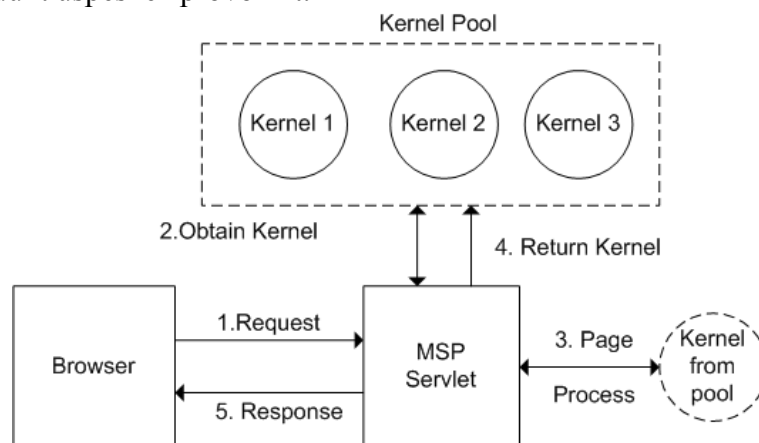 Kernel Pool
Kernel 1
Kernel 2
Kernel 3
2.Obtain Kernel
4. Return Kernel
Browser
1.Request
5. Response
MSP
Servlet
3. Page
Process
Kernel
from
pool